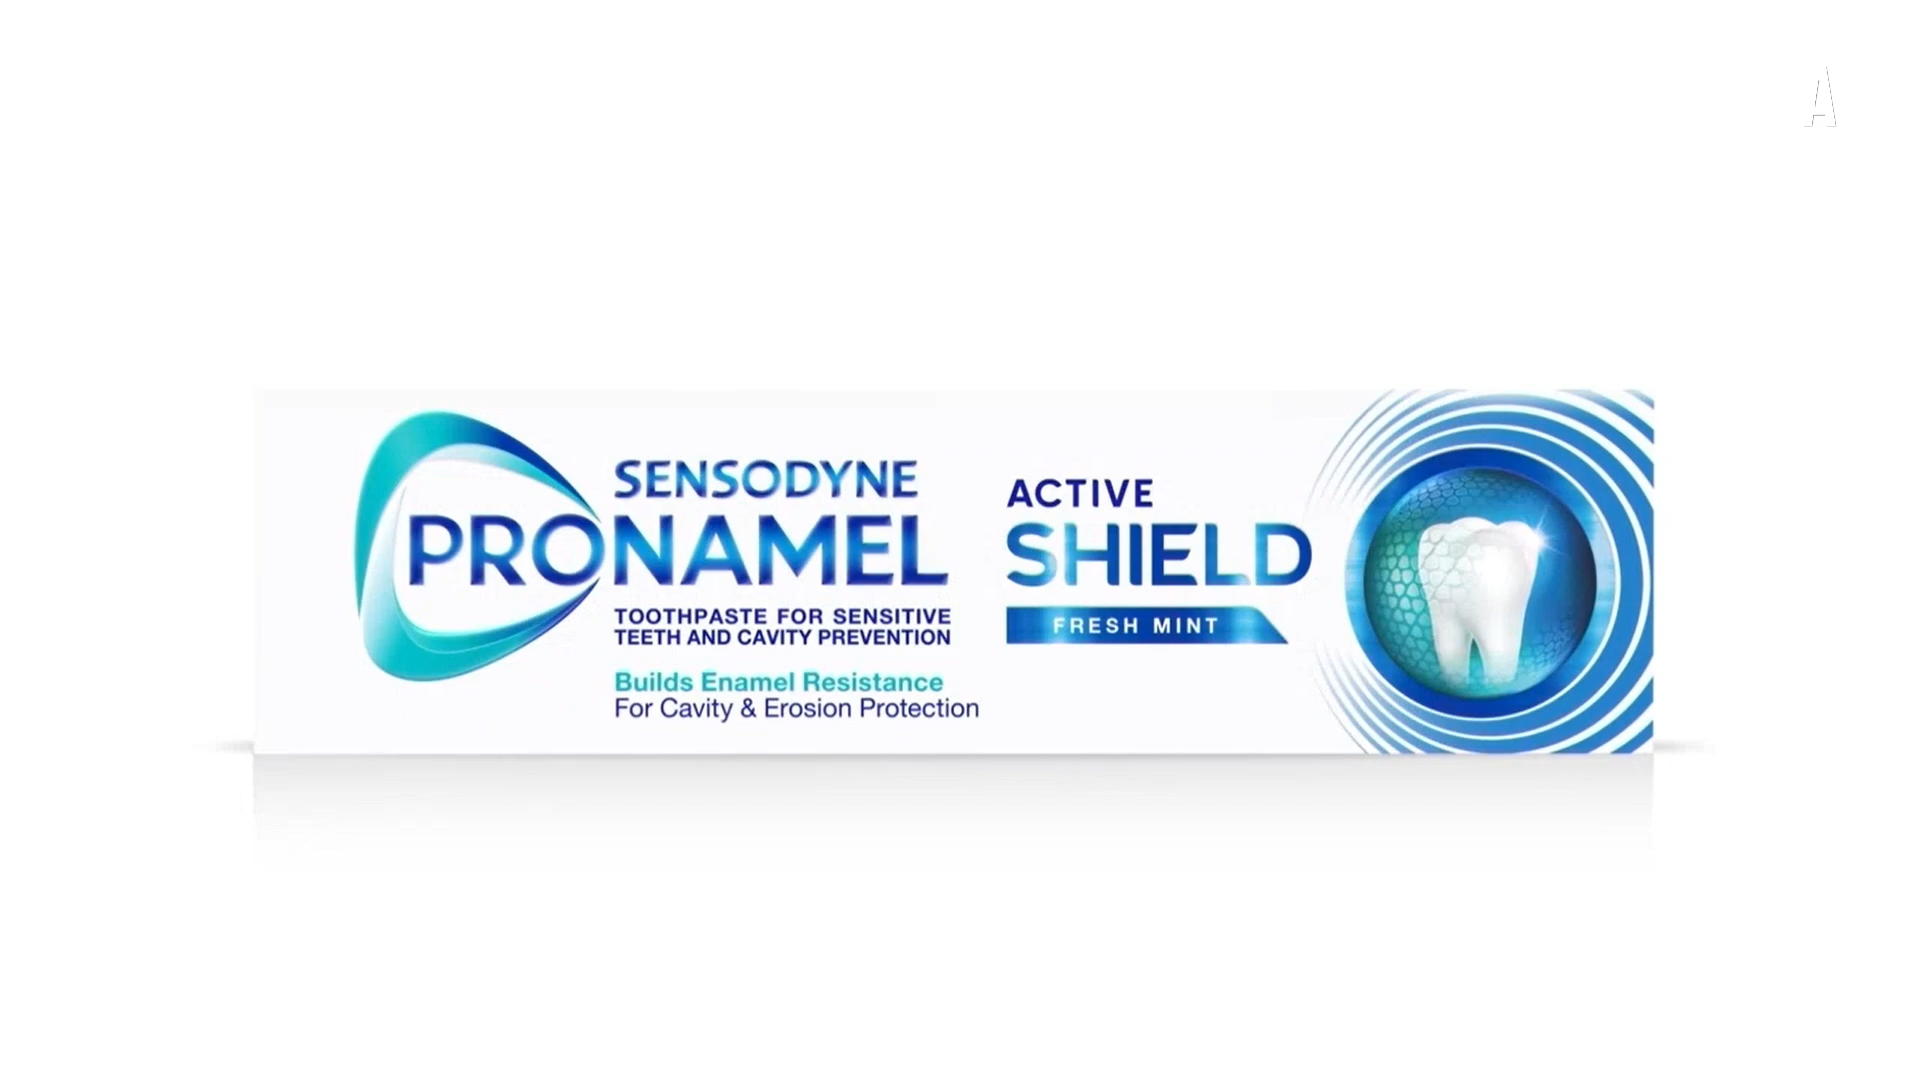 A
SENSODYNE
PRONAMEL
TOOTHPASTE FOR SENSITIVE
TEETH AND CAVITY PREVENTION
Builds Enamel Resistance
For Cavity & Erosion Protection
ACTIVE
SHIELD
FRESH MINT